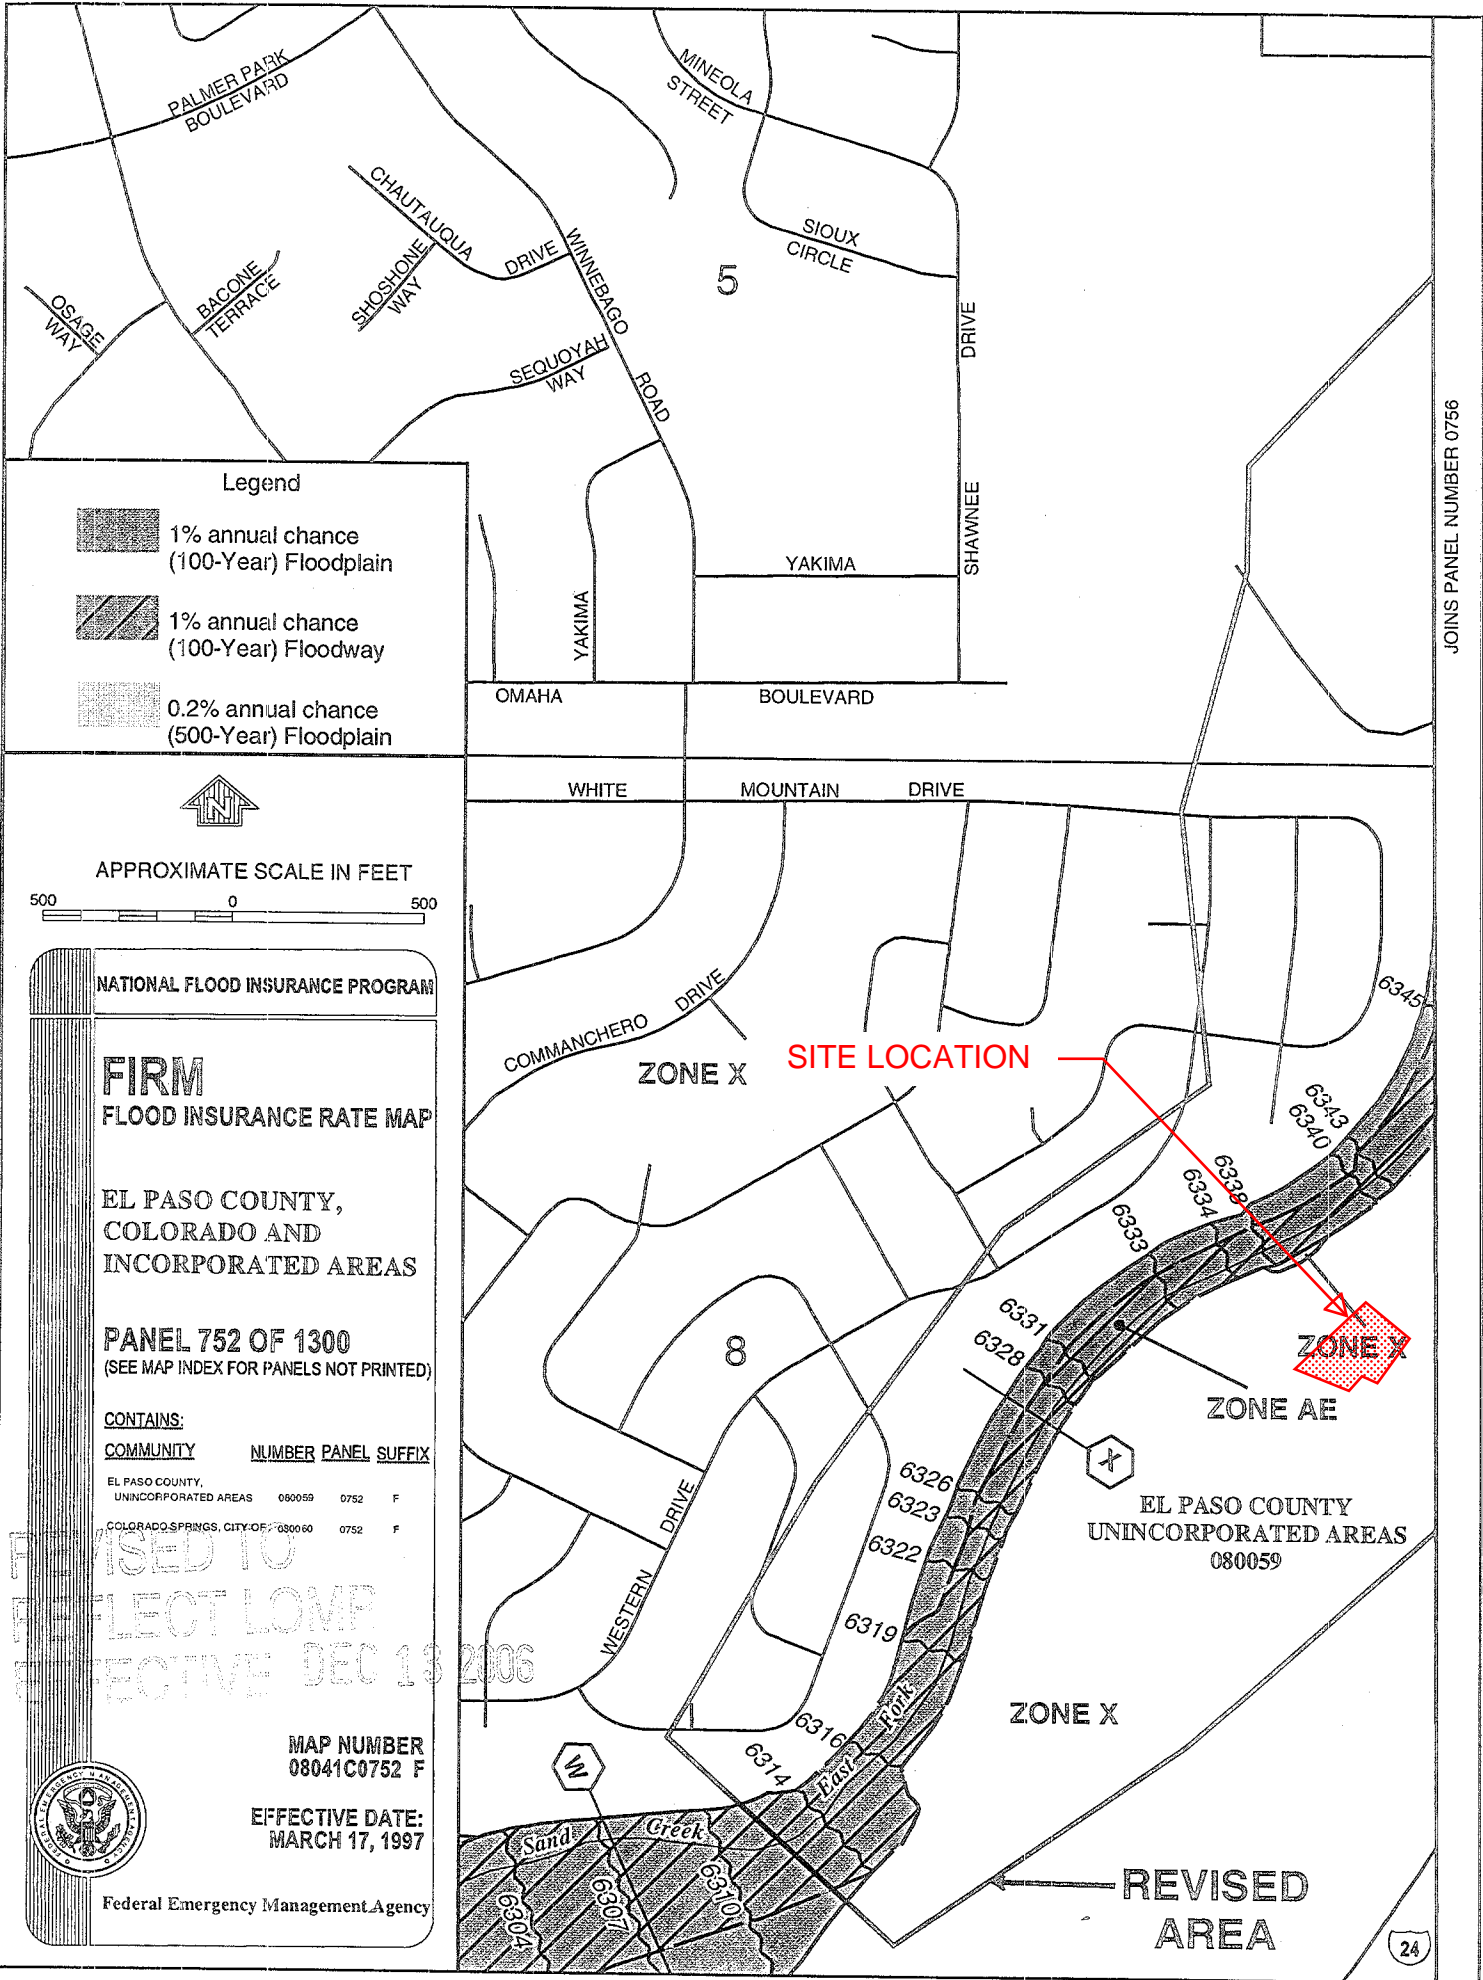 PALMER PARK
BOULEVARD
MINEOLA
STREET
CHAUTAUQUA
DRIVE
SHOSHONE
WAY
WINNEBAGO
ROAD
SIOUX
CIRCLE
5
BACONE
TERRACE
OSAGE
WAY
SEQUOYAH
WAY
DRIVE
SHAWNEE
JOINS PANEL NUMBER 0756
Legend
1% annual chance
(100-Year) Floodplain
1% annual chance
(100-Year) Floodway
0.2% annual chance
(500-Year) Floodplain
YAKIMA
YAKIMA
OMAHA BOULEVARD
WHITE MOUNTAIN DRIVE
N
APPROXIMATE SCALE IN FEET
500 0 500
NATIONAL FLOOD INSURANCE PROGRAM
FIRM
FLOOD INSURANCE RATE MAP
EL PASO COUNTY,
COLORADO AND
INCORPORATED AREAS
PANEL 752 OF 1300
(SEE MAP INDEX FOR PANELS NOT PRINTED)
CONTAINS:
COMMUNITY NUMBER PANEL SUFFIX
EL PASO COUNTY,
UNINCORPORATED AREAS 080059 0752 F
COLORADO SPRINGS, CITY OF 080060 0752 F
REVISED TO
REFLECT LOMR
EFFECTIVE DEC 13 2006
MAP NUMBER
08041C0752 F
EFFECTIVE DATE:
MARCH 17, 1997
Federal Emergency Management Agency
COMMANCHERO DRIVE
ZONE X
SITE LOCATION
6345
6343
6340
6338
6334
6333
6331
6328
8
ZONE X
ZONE AE
X
6326
6323
6322
6319
EL PASO COUNTY
UNINCORPORATED AREAS
080059
WESTERN DRIVE
6316
6314
East Fork
ZONE X
W
Sand Creek
6304
6307
6310
REVISED
AREA
24